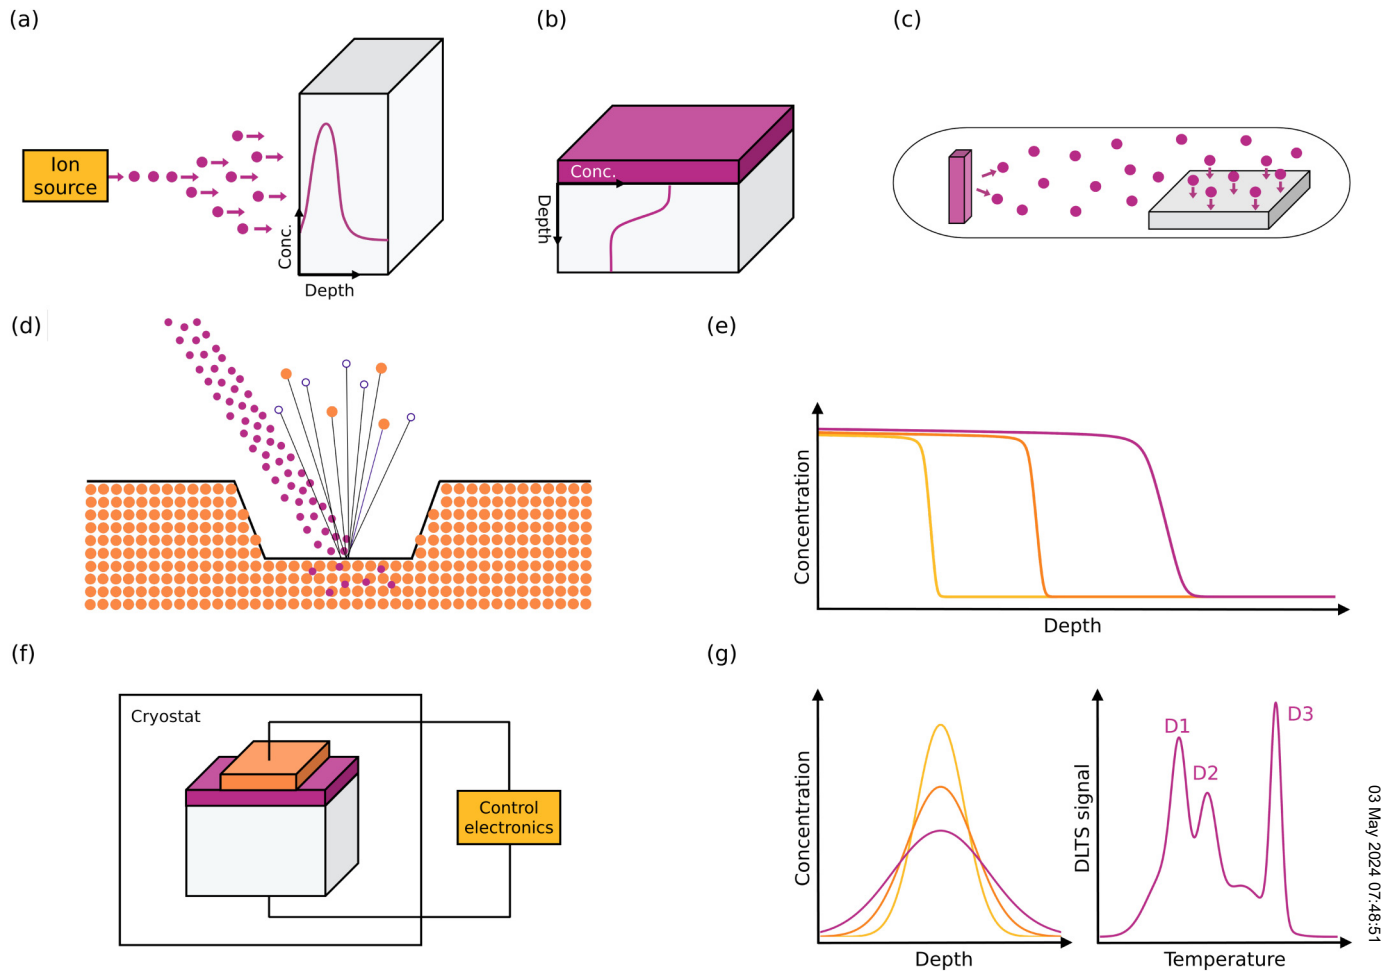 (a)
Ion
source
Conc.
Depth
(b)
Conc.
Depth
(c)
(d)
(e)
Concentration
Depth
(f)
Cryostat
Control
electronics
(g)
Concentration
Depth
DLTS signal
D1
D2
D3
Temperature
03 May 2024 07:48:51